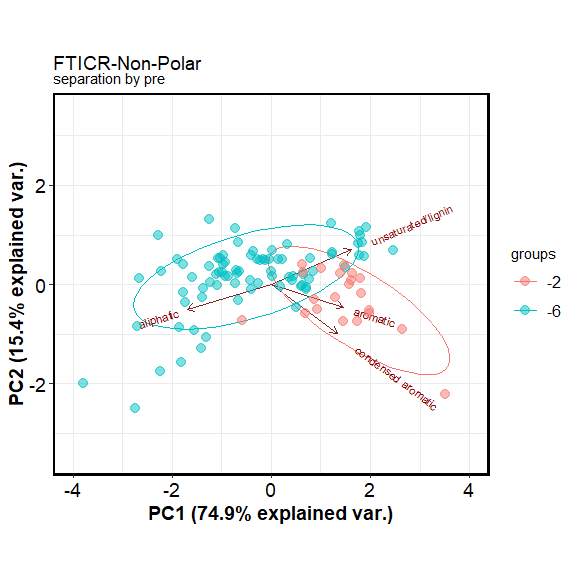 FTICR-Non-Polar
separation by pre
PC2 (15.4% explained var.)
2
0
-2
unsaturated/lignin
aliphatic
aromatic
condensed aromatic
-4
-2
0
2
4
PC1 (74.9% explained var.)
groups
-2
-6